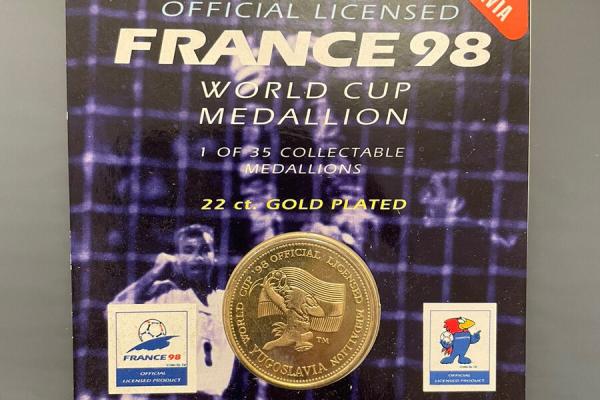 OFFICIAL LICENSED
VIA
FRANCE 98
WORLD CUP
MEDALLION
1 OF 35 COLLECTABLE
MEDALLIONS
22 ct. GOLD PLATED
WORLD CUP '98 OFFICIAL LICENSED MEDALLION
TM
YUGOSLAVIA
FRANCE 98
OFFICIAL
LICENSED PRODUCT
OFFICIAL
LICENSED PRODUCT